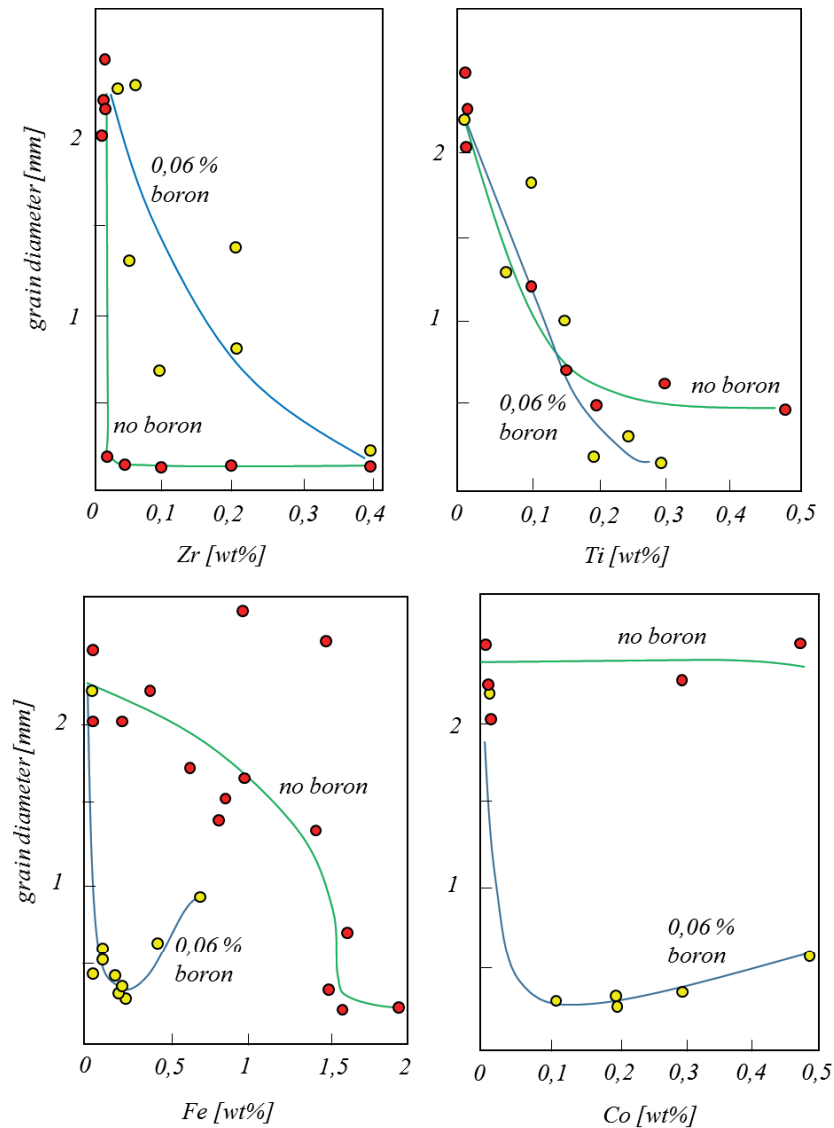 grain diameter [mm]
2
1
0,06 %
boron
no boron
0
0,1
0,2
0,3
0,4
Zr [wt%]
2
1
no boron
0,06 %
boron
0
0,1
0,2
0,3
0,4
0,5
Ti [wt%]
grain diameter [mm]
2
1
no boron
0,06 %
boron
0
0,5
1
1,5
2
Fe [wt%]
no boron
2
1
0,06 %
boron
0
0,1
0,2
0,3
0,4
0,5
Co [wt%]